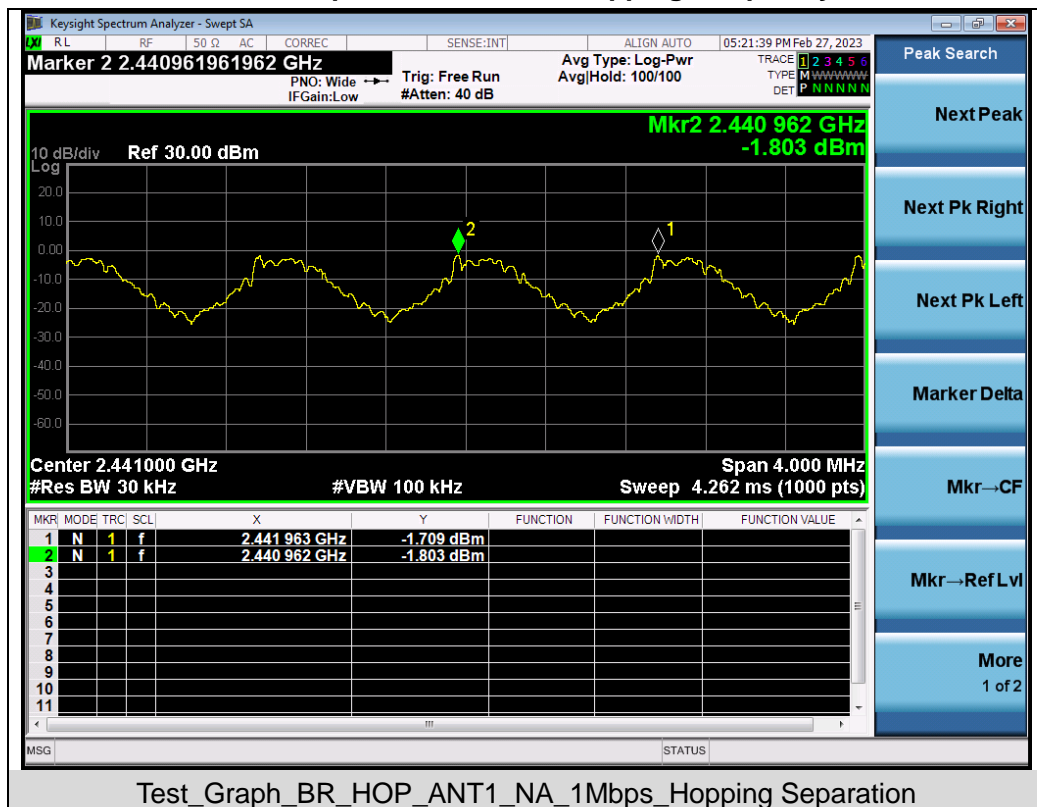 Keysight Spectrum Analyzer - Swept SA
LXI RL RF 50 Ω AC CORREC SENSE:INT ALIGN AUTO 05:21:39 PM Feb 27, 2023
Marker 2 2.440961961962 GHz
PNO: Wide
IFGain:Low
Trig: Free Run
#Atten: 40 dB
Avg Type: Log-Pwr
Avg|Hold: 100/100
TRACE 1 2 3 4 5 6
TYPE M WWWWW
DET P N N N N N
Mkr2 2.440 962 GHz
-1.803 dBm
10 dB/div Ref 30.00 dBm
Log
20.0
10.0
0.00
-10.0
-20.0
-30.0
-40.0
-50.0
-60.0
2
1
Center 2.441000 GHz Span 4.000 MHz
#Res BW 30 kHz #VBW 100 kHz Sweep 4.262 ms (1000 pts)
MKR MODE TRC SCL X Y FUNCTION FUNCTION WIDTH FUNCTION VALUE
1 N 1 f 2.441 963 GHz -1.709 dBm
2 N 1 f 2.440 962 GHz -1.803 dBm
3
4
5
6
7
8
9
10
11
MSG STATUS
Peak Search
Next Peak
Next Pk Right
Next Pk Left
Marker Delta
Mkr→CF
Mkr→Ref Lvl
More
1 of 2
Test_Graph_BR_HOP_ANT1_NA_1Mbps_Hopping Separation